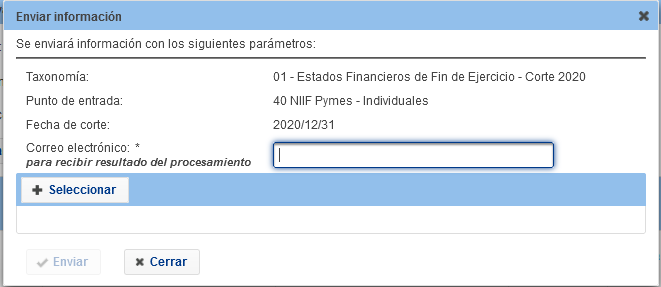 Enviar información
Se enviará información con los siguientes parámetros:
Taxonomía: 01 - Estados Financieros de Fin de Ejercicio - Corte 2020
Punto de entrada: 40 NIIF Pymes - Individuales
Fecha de corte: 2020/12/31
Correo electrónico: *
para recibir resultado del procesamiento
Seleccionar
Enviar Cerrar